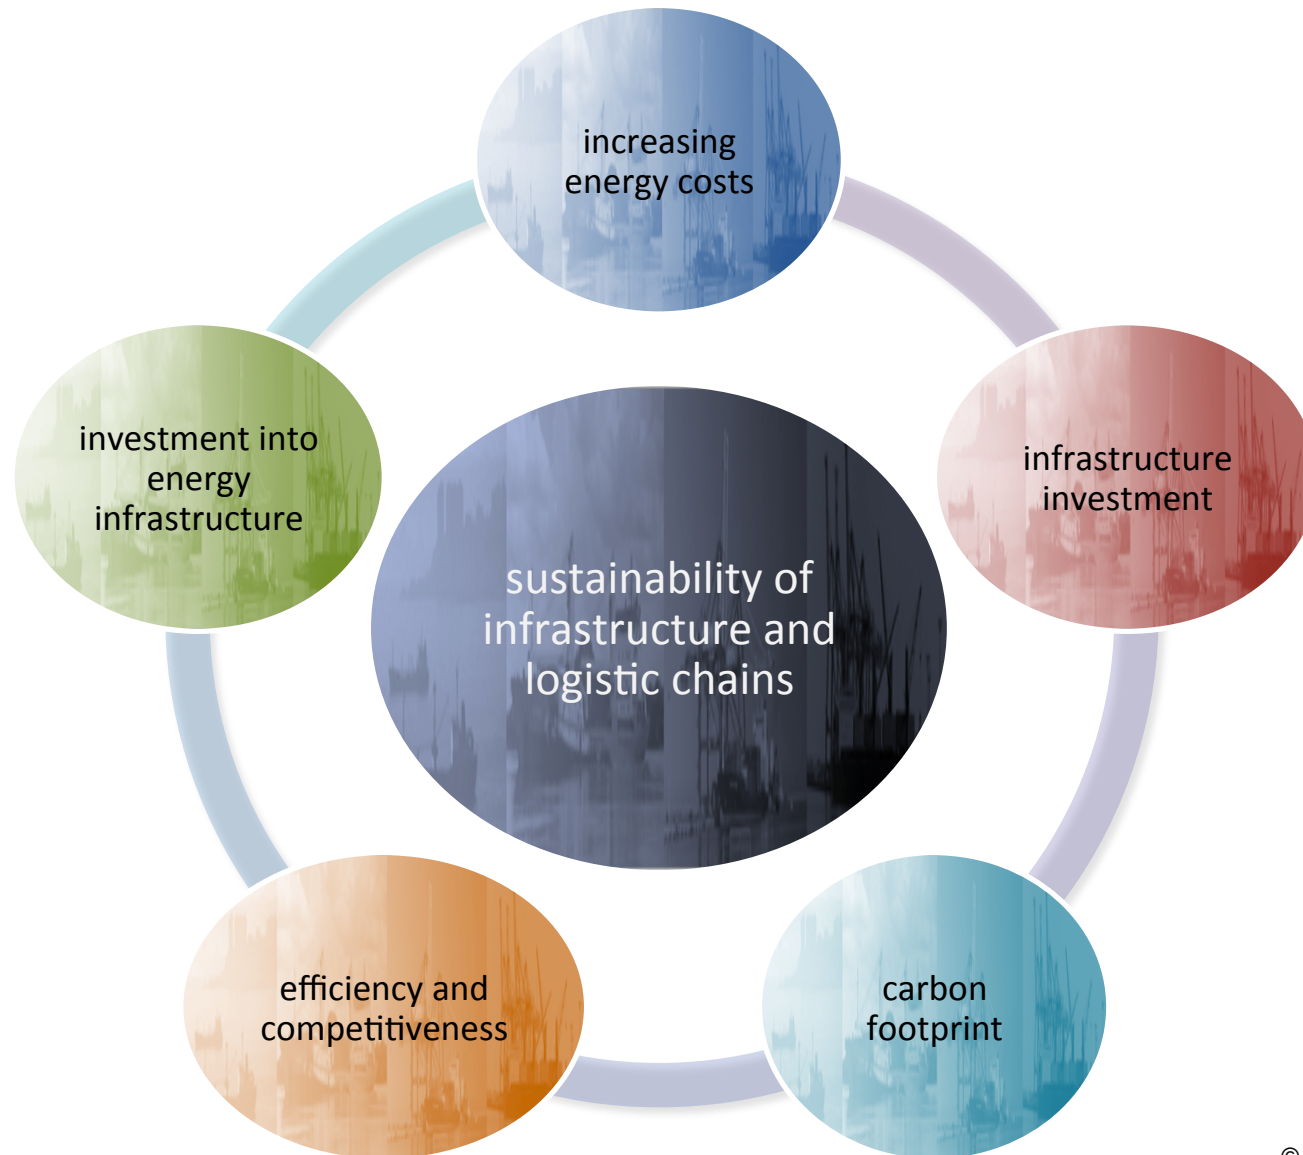 increasing
energy costs
investment into
energy
infrastructure
infrastructure
investment
sustainability of
infrastructure and
logistic chains
efficiency and
competitiveness
carbon
footprint
©